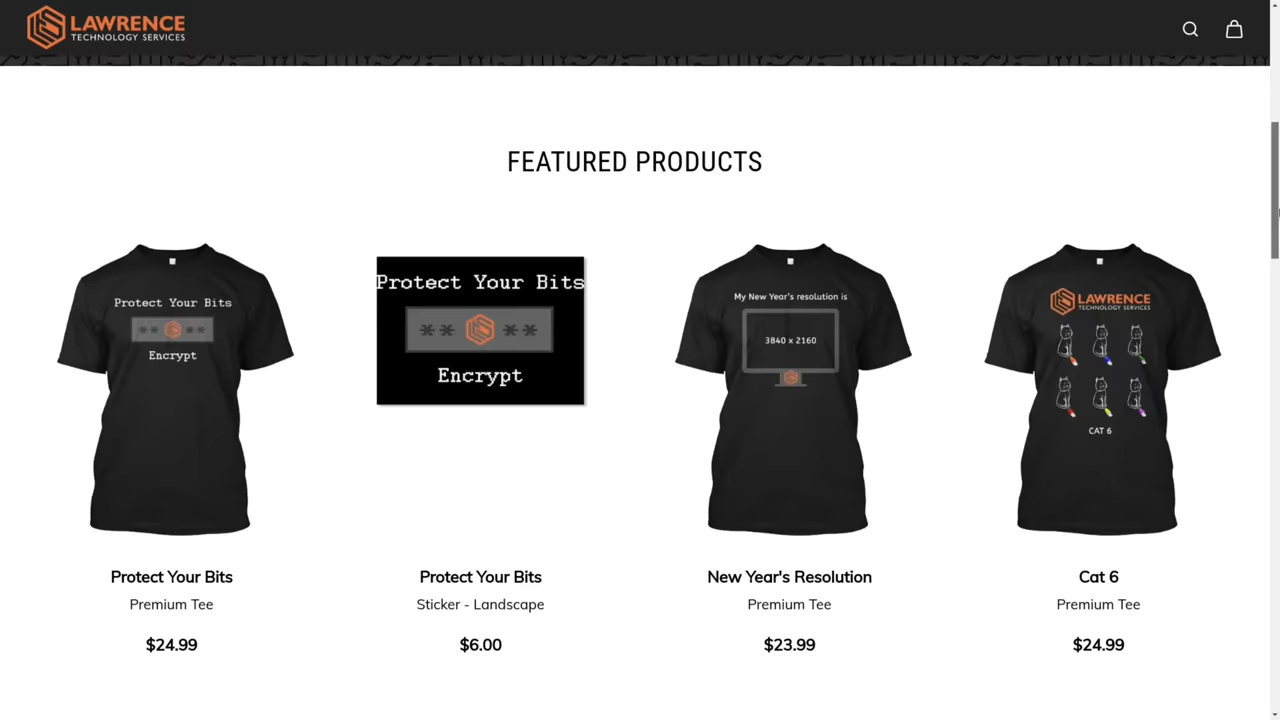 LAWRENCE
TECHNOLOGY SERVICES
FEATURED PRODUCTS
Protect Your Bits
** **
Encrypt
Protect Your Bits
** **
Encrypt
My New Year's resolution is
3840 x 2160
LAWRENCE
TECHNOLOGY SERVICES
CAT 6
Protect Your Bits
Premium Tee
$24.99
Protect Your Bits
Sticker - Landscape
$6.00
New Year's Resolution
Premium Tee
$23.99
Cat 6
Premium Tee
$24.99